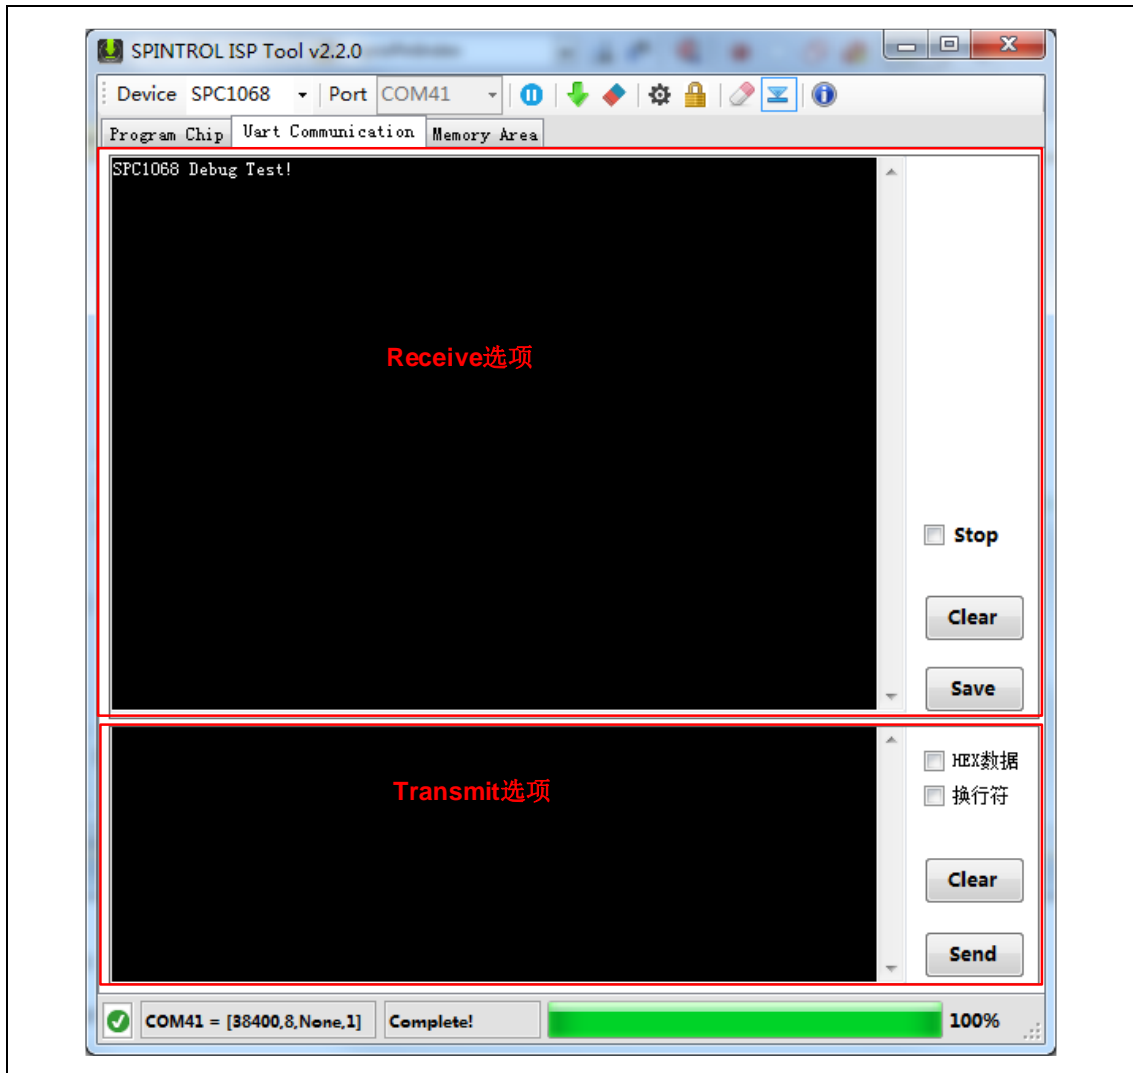 SPINTROL ISP Tool v2.2.0
Device SPC1068 Port COM41
Program Chip Uart Communication Memory Area
SPC1068 Debug Test!
Receive选项
Stop
Clear
Save
Transmit选项
HEX数据
换行符
Clear
Send
COM41 = [38400,8,None,1] Complete! 100%